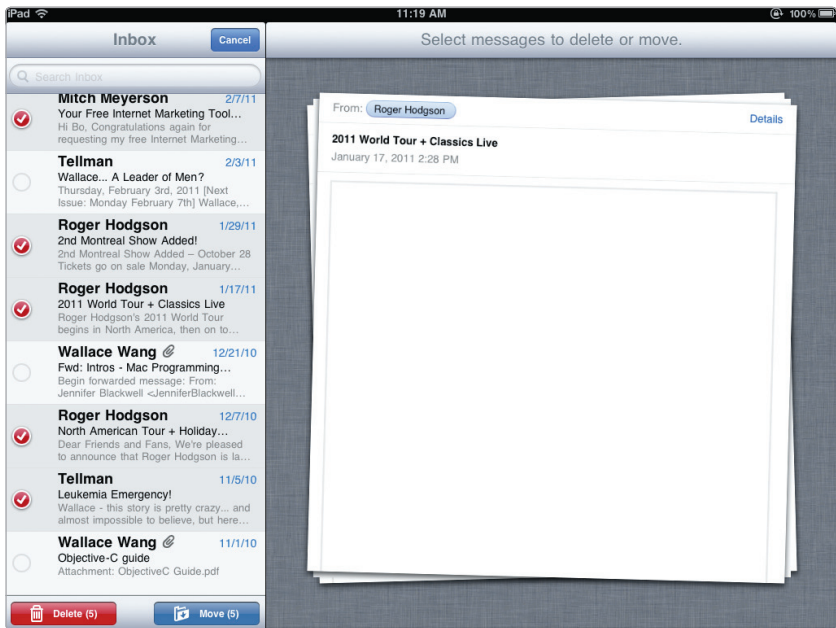 iPad 11:19 AM 100%
Inbox Cancel
Search Inbox
Mitch Meyerson 2/7/11
Your Free Internet Marketing Tool…
Hi Bo, Congratulations again for
requesting my free Internet Marketing…
Tellman 2/3/11
Wallace... A Leader of Men?
Thursday, February 3rd, 2011 [Next
Issue: Monday February 7th] Wallace,…
Roger Hodgson 1/29/11
2nd Montreal Show Added!
2nd Montreal Show Added – October 28
Tickets go on sale Monday, January…
Roger Hodgson 1/17/11
2011 World Tour + Classics Live
Roger Hodgson's 2011 World Tour
begins in North America, then on to…
Wallace Wang 12/21/10
Fwd: Intros - Mac Programming…
Begin forwarded message: From:
Jennifer Blackwell <JenniferBlackwell…
Roger Hodgson 12/7/10
North American Tour + Holiday…
Dear Friends and Fans, We're pleased
to announce that Roger Hodgson is la…
Tellman 11/5/10
Leukemia Emergency!
Wallace - this story is pretty crazy... and
almost impossible to believe, but here…
Wallace Wang 11/1/10
Objective-C guide
Attachment: ObjectiveC Guide.pdf
Delete (5) Move (5)
Select messages to delete or move.
From: Roger Hodgson Details
2011 World Tour + Classics Live
January 17, 2011 2:28 PM